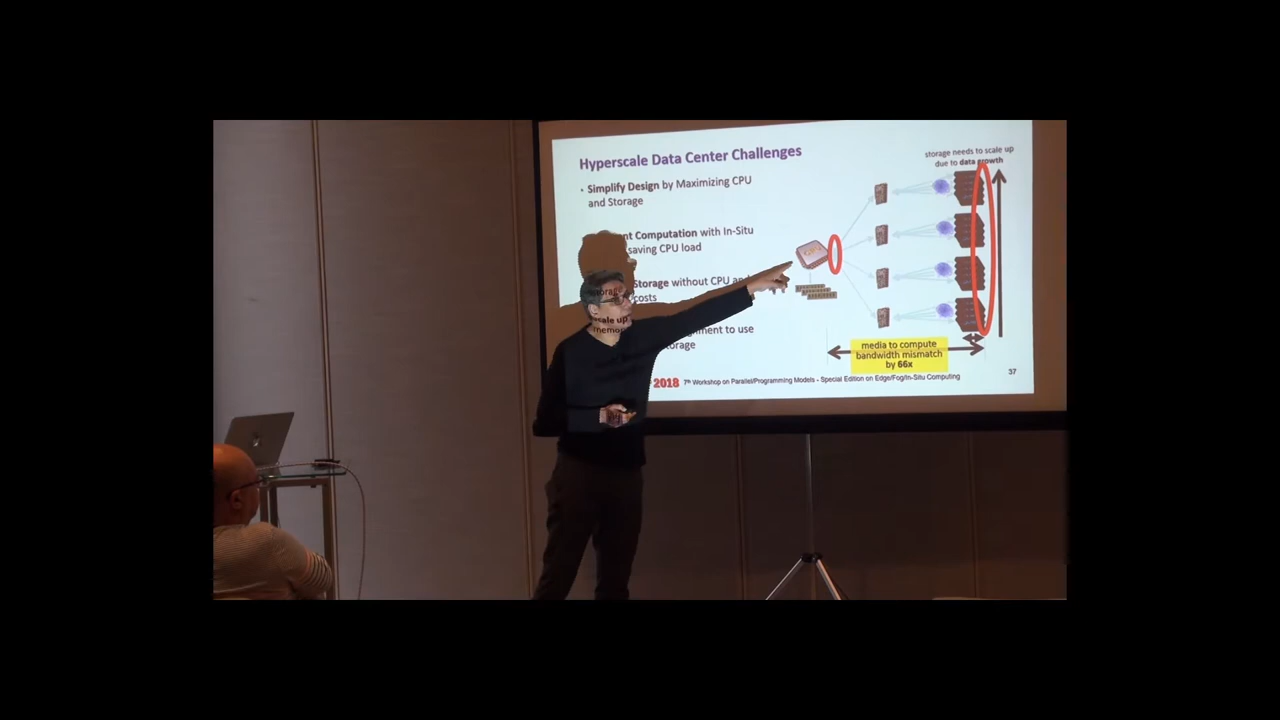 Hyperscale Data Center Challenges
storage needs to scale up
due to data growth
• Simplify Design by Maximizing CPU
and Storage
Computation with In-Situ
saving CPU load
Storage without CPU and
costs
storage
scale up
to use
media to compute
bandwidth mismatch
by 66x
2018 7th Workshop on Parallel/Programming Models - Special Edition on Edge/Fog/In-Situ Computing
37